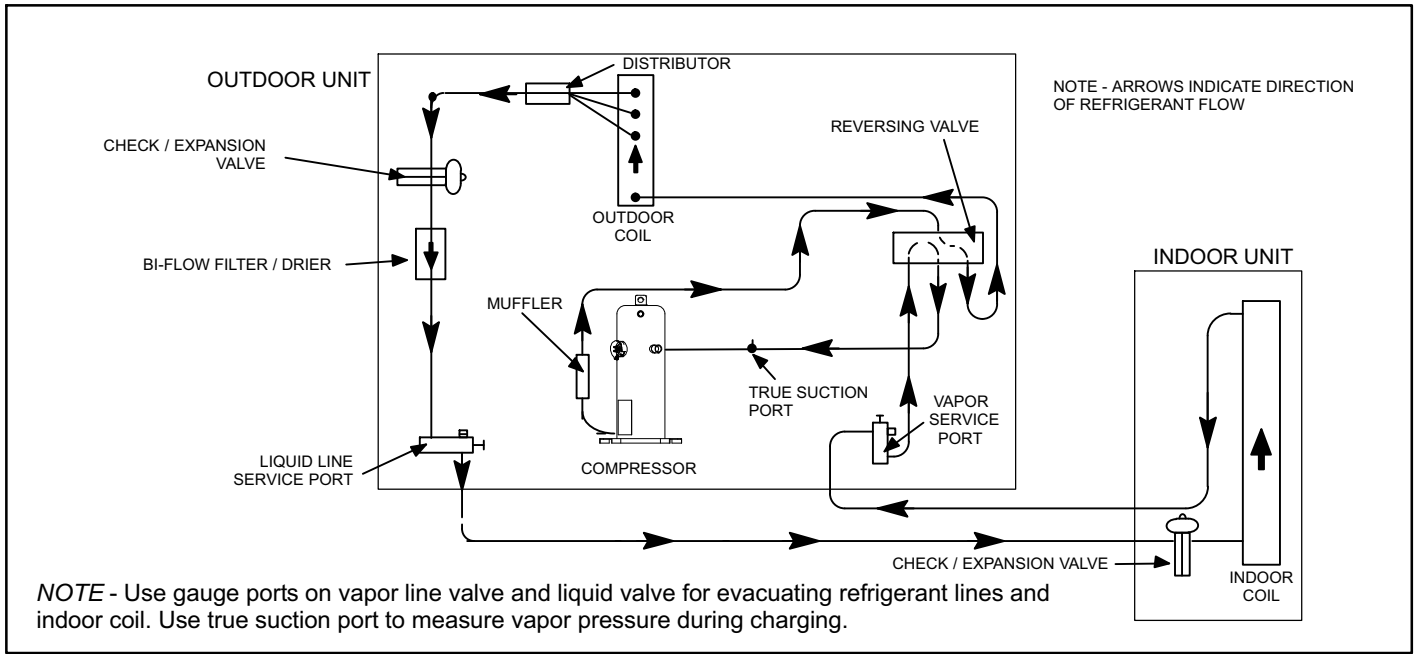 OUTDOOR UNIT
DISTRIBUTOR
NOTE - ARROWS INDICATE DIRECTION
OF REFRIGERANT FLOW
CHECK / EXPANSION
VALVE
REVERSING VALVE
OUTDOOR
COIL
BI-FLOW FILTER / DRIER
INDOOR UNIT
MUFFLER
TRUE SUCTION
PORT
VAPOR
SERVICE
PORT
LIQUID LINE
SERVICE PORT
COMPRESSOR
CHECK / EXPANSION VALVE
INDOOR
COIL
NOTE - Use gauge ports on vapor line valve and liquid valve for evacuating refrigerant lines and
indoor coil. Use true suction port to measure vapor pressure during charging.